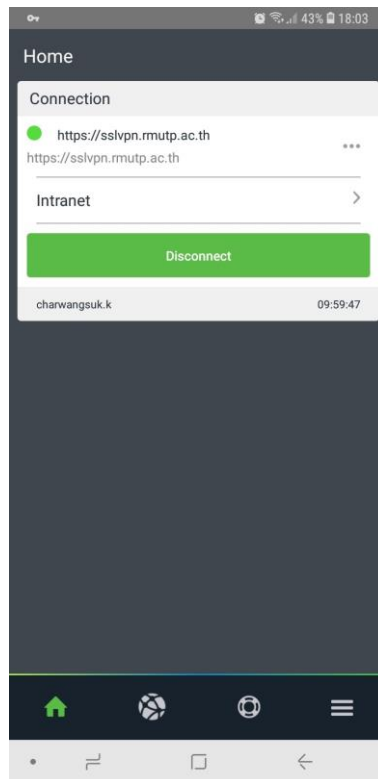 43% 18:03
Home
Connection
https://sslvpn.rmutp.ac.th
https://sslvpn.rmutp.ac.th
Intranet
Disconnect
charwangsuk.k 09:59:47